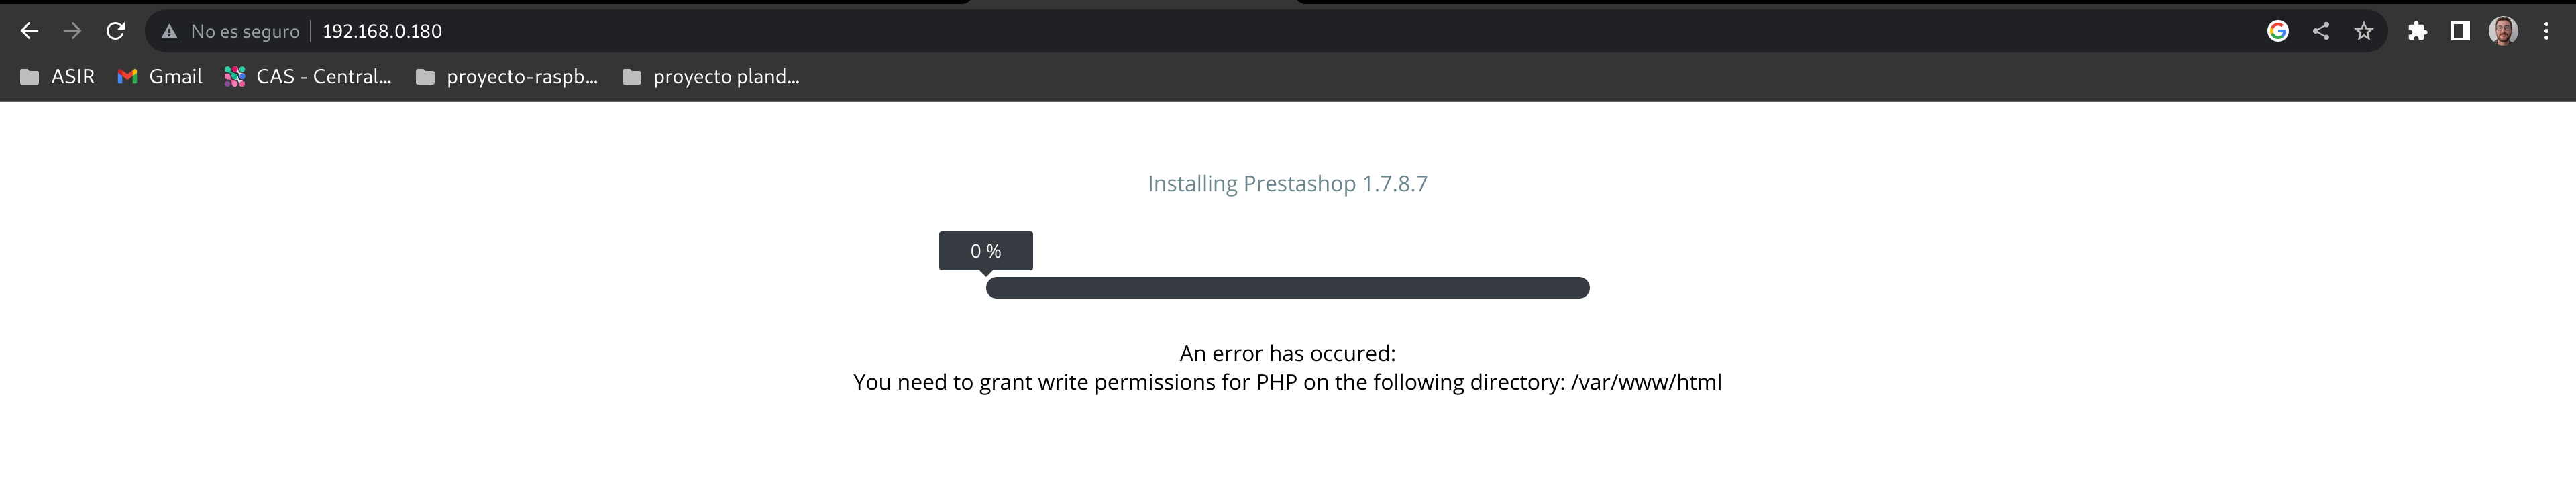 No es seguro 192.168.0.180
ASIR Gmail CAS - Central... proyecto-raspb... proyecto pland...
Installing Prestashop 1.7.8.7
0 %
An error has occured:
You need to grant write permissions for PHP on the following directory: /var/www/html